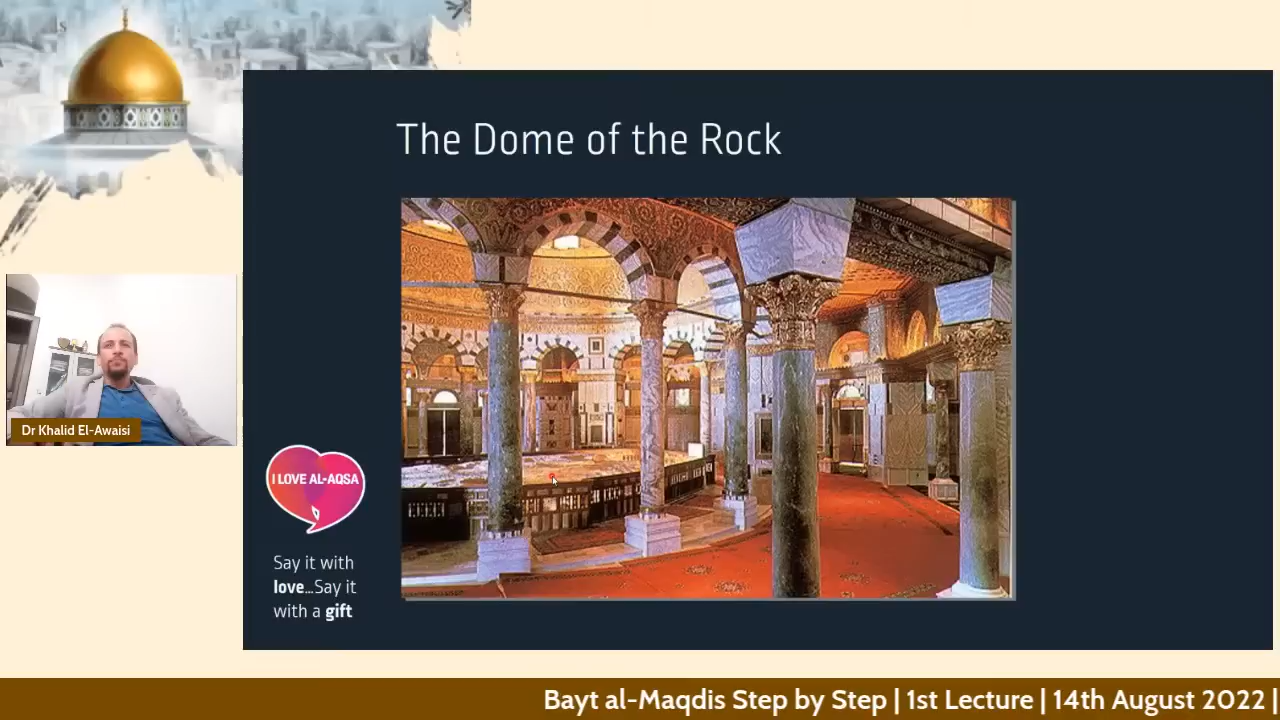 The Dome of the Rock
Dr Khalid El-Awaisi
I LOVE AL-AQSA
Say it with
love...Say it
with a gift
Bayt al-Maqdis Step by Step | 1st Lecture | 14th August 2022 |